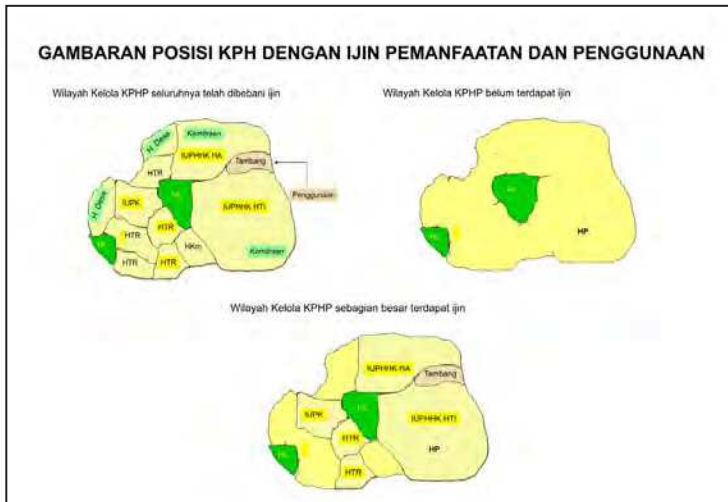 GAMBARAN POSISI KPH DENGAN IJIN PEMANFAATAN DAN PENGGUNAAN
Wilayah Kelola KPHP seluruhnya telah dibebani ijin
H. Desa
Kemitraan
IUPHHK HA
Tambang
HTR
H. Desa
IUPK
HL
Penggunaan
IUPHHK HTI
HTR
HTR
HKm
HL
HTR
HTR
Kemitraan
Wilayah Kelola KPHP belum terdapat ijin
HL
HL
HP
Wilayah Kelola KPHP sebagian besar terdapat ijin
IUPHHK HA
Tambang
HL
IUPK
IUPHHK HTI
HTR
HP
HL
HTR